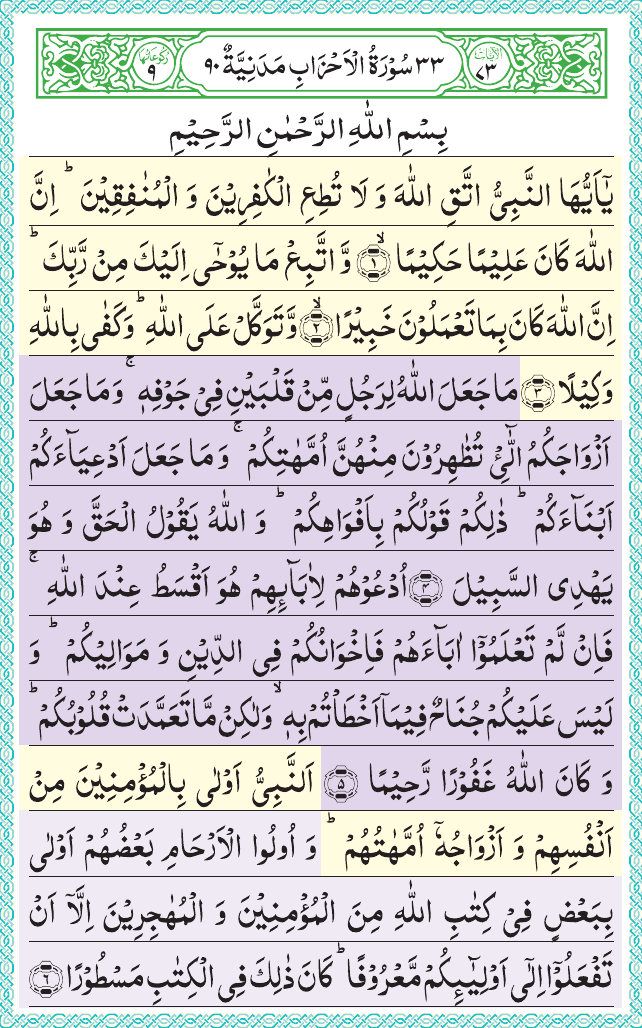 الآيات ٧٣
٣٣ سُوْرَةُ الْاَحْزَابِ مَدَنِيَّةٌ ٩٠
رکوعاتها ٩
بِسْمِ اللّٰهِ الرَّحْمٰنِ الرَّحِيْمِ
يٰٓاَيُّهَا النَّبِيُّ اتَّقِ اللّٰهَ وَ لَا تُطِعِ الْكٰفِرِيْنَ وَ الْمُنٰفِقِيْنَ ؕ اِنَّ
اللّٰهَ كَانَ عَلِيْمًا حَكِيْمًا ۙ﴿۱﴾ وَّ اتَّبِعْ مَا يُوْحٰۤى اِلَيْكَ مِنْ رَّبِّكَ ؕ
اِنَّ اللّٰهَ كَانَ بِمَا تَعْمَلُوْنَ خَبِيْرًا ۙ﴿۲﴾ وَّ تَوَكَّلْ عَلَى اللّٰهِ ؕ وَ كَفٰى بِاللّٰهِ
وَكِيْلًا ﴿۳﴾ مَا جَعَلَ اللّٰهُ لِرَجُلٍ مِّنْ قَلْبَيْنِ فِيْ جَوْفِهٖ ۚ وَ مَا جَعَلَ
اَزْوَاجَكُمُ الّٰٓـِٔيْ تُظٰهِرُوْنَ مِنْهُنَّ اُمَّهٰتِكُمْ ۚ وَ مَا جَعَلَ اَدْعِيَآءَكُمْ
اَبْنَآءَكُمْ ؕ ذٰلِكُمْ قَوْلُكُمْ بِاَفْوَاهِكُمْ ؕ وَ اللّٰهُ يَقُوْلُ الْحَقَّ وَ هُوَ
يَهْدِي السَّبِيْلَ ﴿۴﴾ اُدْعُوْهُمْ لِاٰبَآئِهِمْ هُوَ اَقْسَطُ عِنْدَ اللّٰهِ ۚ
فَاِنْ لَّمْ تَعْلَمُوْۤا اٰبَآءَهُمْ فَاِخْوَانُكُمْ فِي الدِّيْنِ وَ مَوَالِيْكُمْ ؕ وَ
لَيْسَ عَلَيْكُمْ جُنَاحٌ فِيْمَاۤ اَخْطَاْتُمْ بِهٖ ۙ وَ لٰكِنْ مَّا تَعَمَّدَتْ قُلُوْبُكُمْ ؕ
وَ كَانَ اللّٰهُ غَفُوْرًا رَّحِيْمًا ﴿۵﴾ اَلنَّبِيُّ اَوْلٰى بِالْمُؤْمِنِيْنَ مِنْ
اَنْفُسِهِمْ وَ اَزْوَاجُهٗۤ اُمَّهٰتُهُمْ ؕ وَ اُولُوا الْاَرْحَامِ بَعْضُهُمْ اَوْلٰى
بِبَعْضٍ فِيْ كِتٰبِ اللّٰهِ مِنَ الْمُؤْمِنِيْنَ وَ الْمُهٰجِرِيْنَ اِلَّاۤ اَنْ
تَفْعَلُوْۤا اِلٰۤى اَوْلِيٰٓئِكُمْ مَّعْرُوْفًا ؕ كَانَ ذٰلِكَ فِي الْكِتٰبِ مَسْطُوْرًا ﴿۶﴾